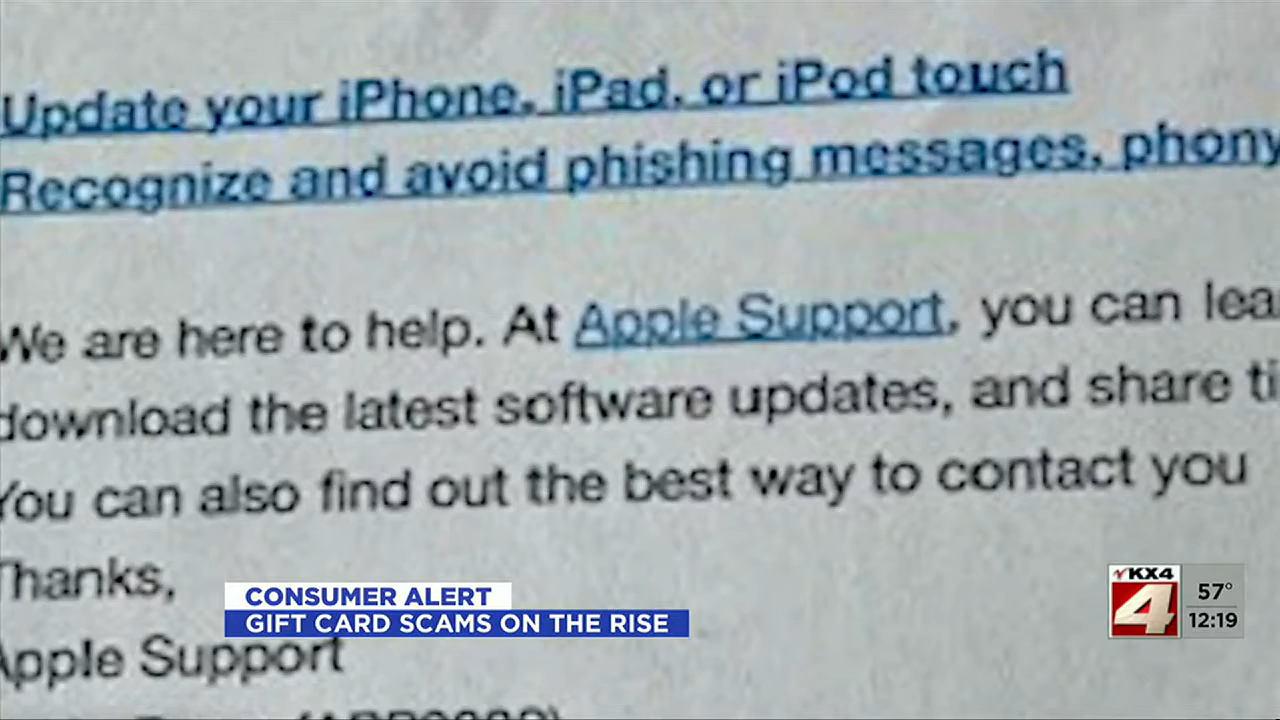 Update your iPhone, iPad, or iPod touch
Recognize and avoid phishing messages, phony
We are here to help. At Apple Support, you can lea
download the latest software updates, and share ti
You can also find out the best way to contact you
Thanks,
Apple Support
CONSUMER ALERT
GIFT CARD SCAMS ON THE RISE
KX4
4
57°
12:19